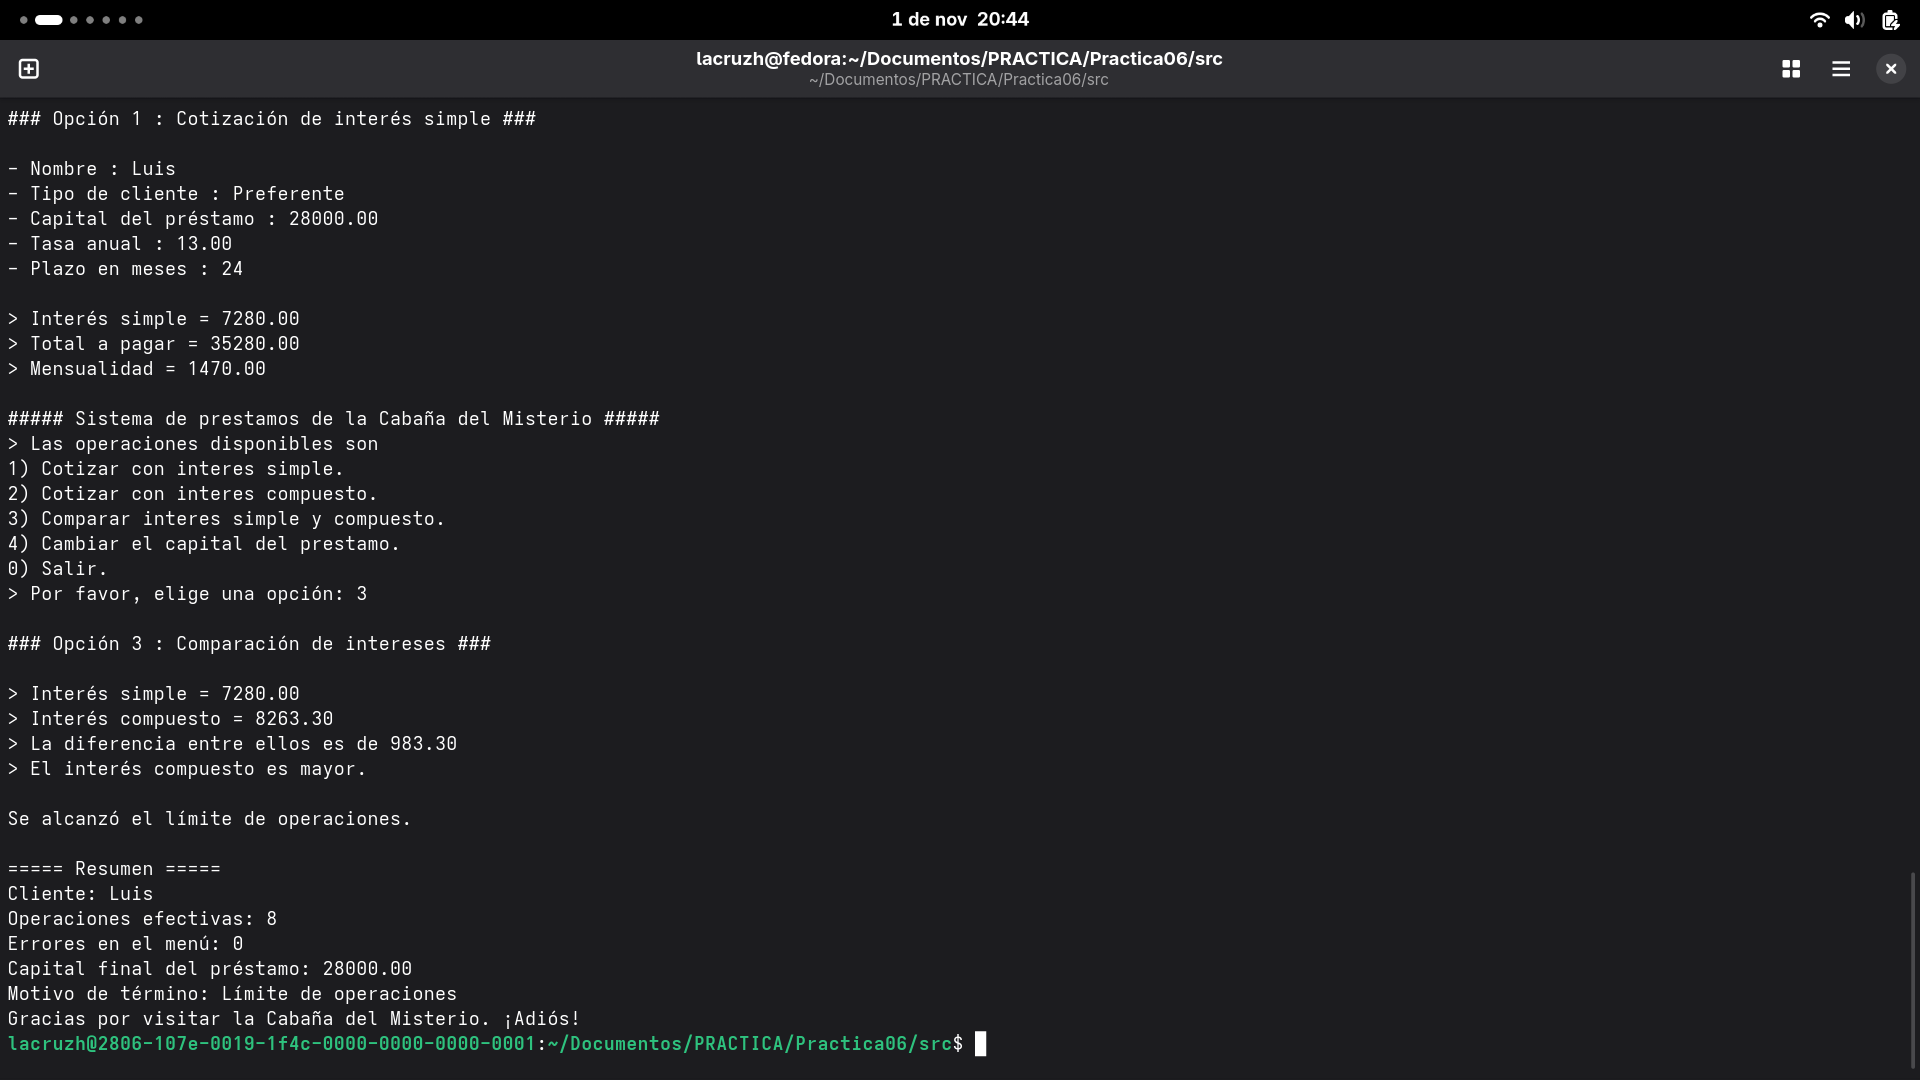 1 de nov 20:44
lacruzh@fedora:~/Documentos/PRACTICA/Practica06/src
~/Documentos/PRACTICA/Practica06/src
### Opción 1 : Cotización de interés simple ###
- Nombre : Luis
- Tipo de cliente : Preferente
- Capital del préstamo : 28000.00
- Tasa anual : 13.00
- Plazo en meses : 24
> Interés simple = 7280.00
> Total a pagar = 35280.00
> Mensualidad = 1470.00
##### Sistema de prestamos de la Cabaña del Misterio #####
> Las operaciones disponibles son
1) Cotizar con interes simple.
2) Cotizar con interes compuesto.
3) Comparar interes simple y compuesto.
4) Cambiar el capital del prestamo.
0) Salir.
> Por favor, elige una opción: 3
### Opción 3 : Comparación de intereses ###
> Interés simple = 7280.00
> Interés compuesto = 8263.30
> La diferencia entre ellos es de 983.30
> El interés compuesto es mayor.
Se alcanzó el límite de operaciones.
===== Resumen =====
Cliente: Luis
Operaciones efectivas: 8
Errores en el menú: 0
Capital final del préstamo: 28000.00
Motivo de término: Límite de operaciones
Gracias por visitar la Cabaña del Misterio. ¡Adiós!
lacruzh@2806-107e-0019-1f4c-0000-0000-0000-0001:~/Documentos/PRACTICA/Practica06/src$